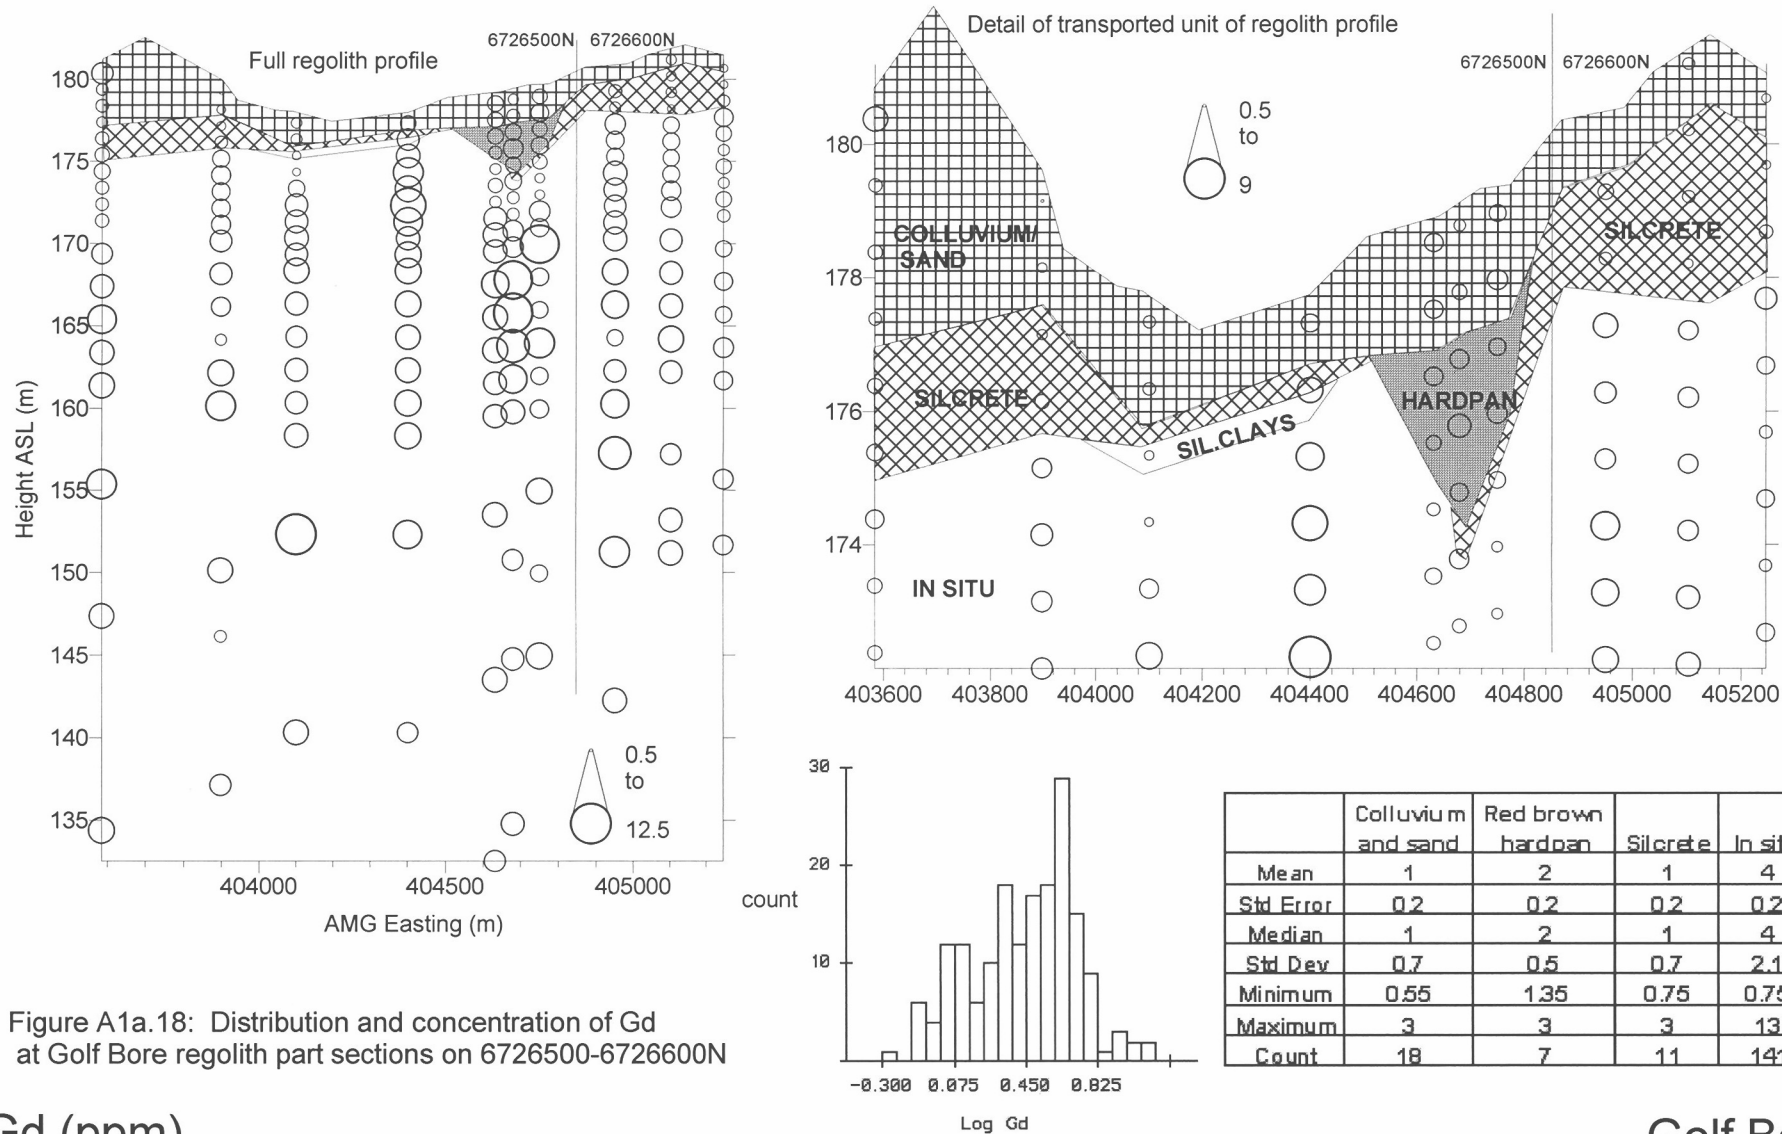 Full regolith profile
6726500N
6726600N
Height ASL (m)
180
175
170
165
160
155
150
145
140
135
0.5
to
12.5
404000
404500
405000
AMG Easting (m)
Detail of transported unit of regolith profile
6726500N
6726600N
0.5
to
9
180
178
176
174
COLLUVIUM/
SAND
SILCRETE
SILCRETE
HARDPAN
SIL.CLAYS
IN SITU
403600
403800
404000
404200
404400
404600
404800
405000
405200
30
20
10
count
-0.300
0.075
0.450
0.825
Log Gd
Colluvium and sand Red brown hardpan Silcrete In sit
Mean 1 2 1 4
Std Error 0.2 0.2 0.2 0.2
Median 1 2 1 4
Std Dev 0.7 0.5 0.7 2.1
Minimum 0.55 1.35 0.75 0.75
Maximum 3 3 3 13
Count 18 7 11 14
Figure A1a.18: Distribution and concentration of Gd
at Golf Bore regolith part sections on 6726500-6726600N
Gd (ppm)